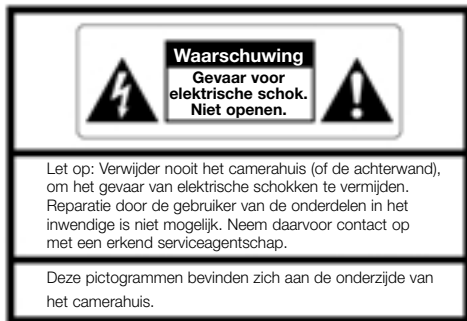 Waarschuwing
Gevaar voor
elektrische schok.
Niet openen.
Let op: Verwijder nooit het camerahuis (of de achterwand),
om het gevaar van elektrische schokken te vermijden.
Reparatie door de gebruiker van de onderdelen in het
inwendige is niet mogelijk. Neem daarvoor contact op
met een erkend serviceagentschap.
Deze pictogrammen bevinden zich aan de onderzijde van
het camerahuis.